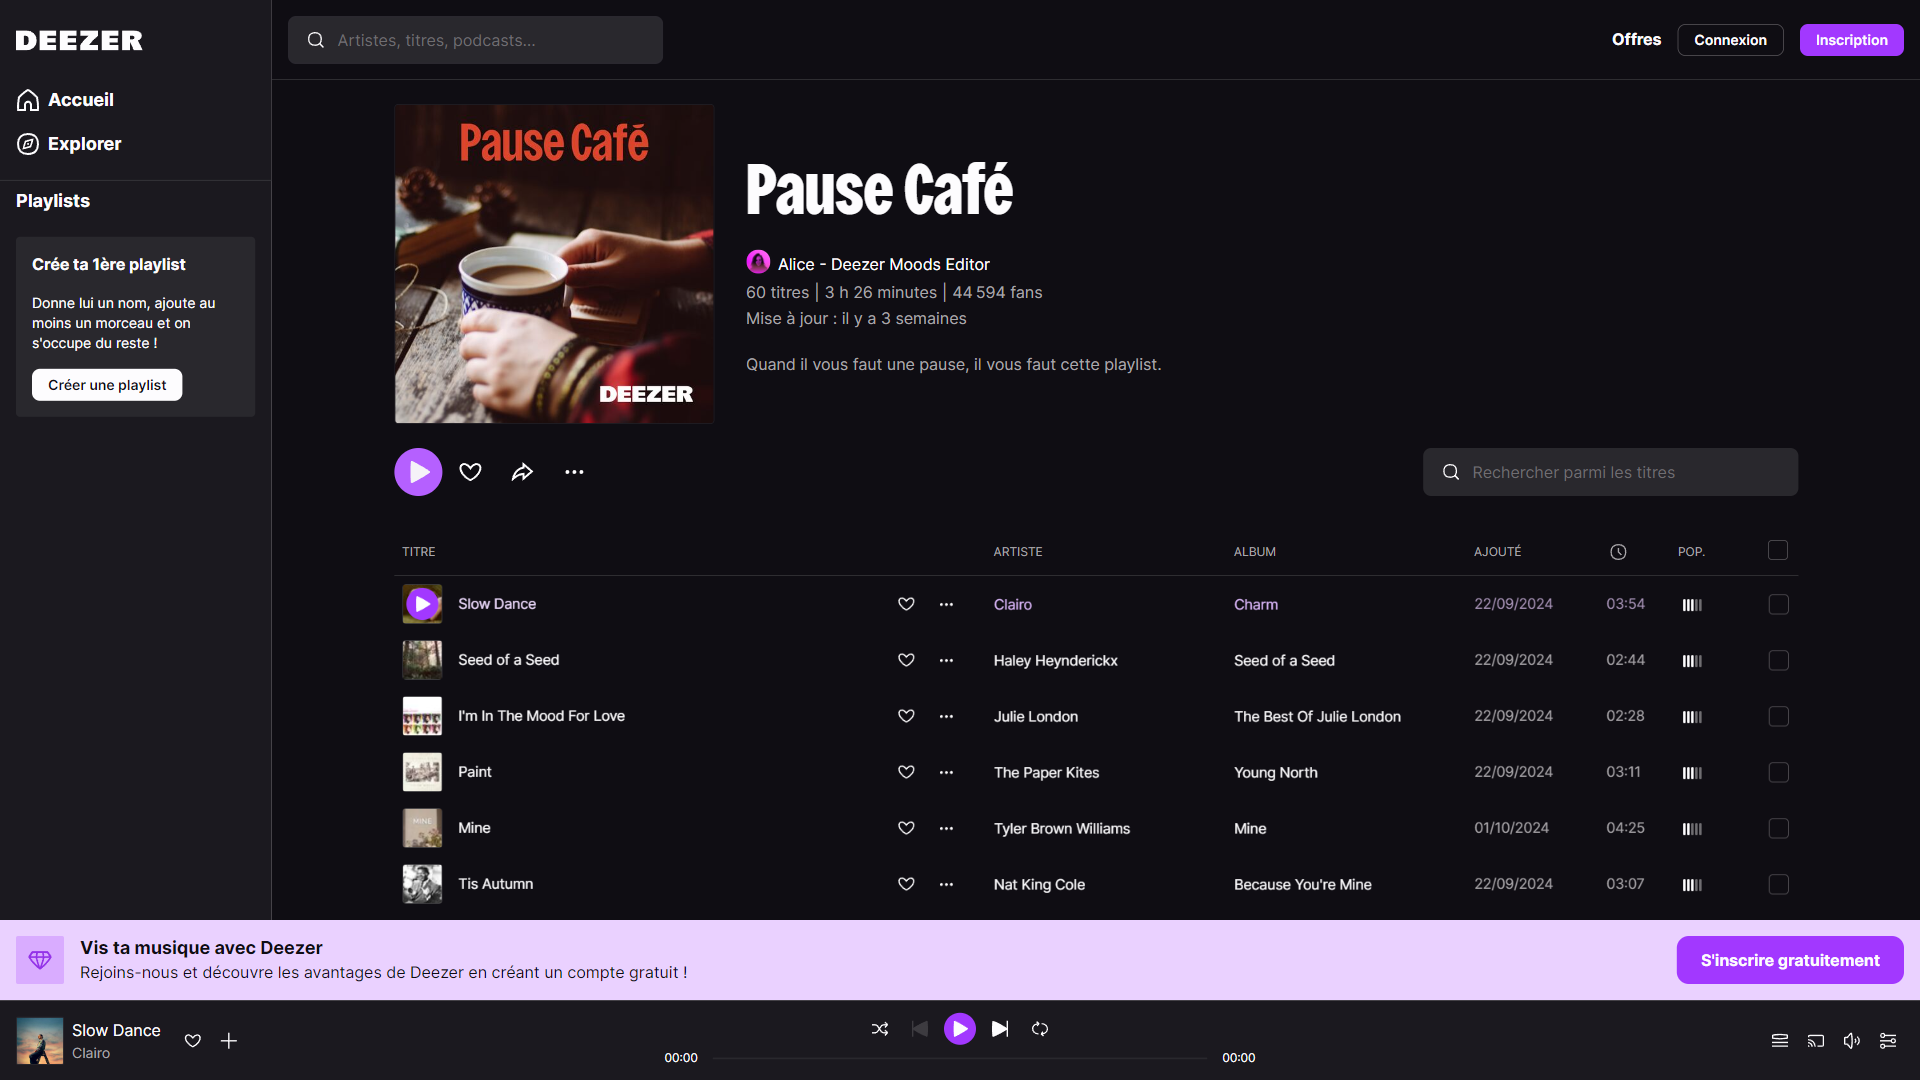 DEEZER
Accueil
Explorer
Playlists
Crée ta 1ère playlist
Donne lui un nom, ajoute au
moins un morceau et on
s'occupe du reste !
Créer une playlist
Artistes, titres, podcasts...
Offres
Connexion
Inscription
Pause Café
DEEZER
Pause Café
Alice - Deezer Moods Editor
60 titres | 3 h 26 minutes | 44 594 fans
Mise à jour : il y a 3 semaines
Quand il vous faut une pause, il vous faut cette playlist.
Rechercher parmi les titres
TITRE ARTISTE ALBUM AJOUTÉ POP.
Slow Dance Clairo Charm 22/09/2024 03:54
Seed of a Seed Haley Heynderickx Seed of a Seed 22/09/2024 02:44
I'm In The Mood For Love Julie London The Best Of Julie London 22/09/2024 02:28
Paint The Paper Kites Young North 22/09/2024 03:11
MINE
Mine Tyler Brown Williams Mine 01/10/2024 04:25
Tis Autumn Nat King Cole Because You're Mine 22/09/2024 03:07
Vis ta musique avec Deezer
Rejoins-nous et découvre les avantages de Deezer en créant un compte gratuit !
S'inscrire gratuitement
Slow Dance
Clairo
00:00
00:00